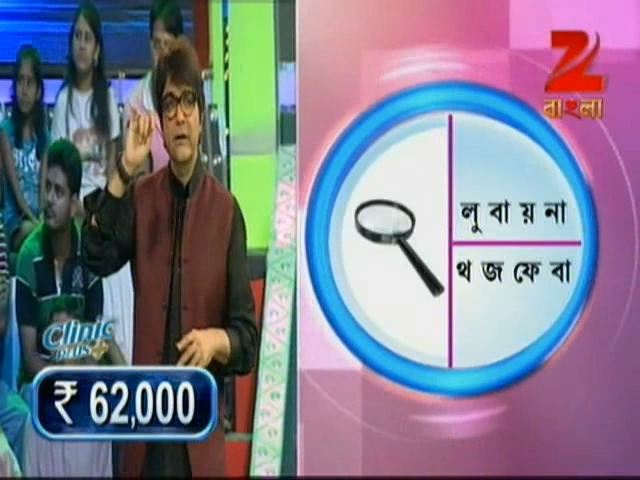 বাংলা
লু বা য় না
থ জ ফে বা
Clinic
plus
₹ 62,000